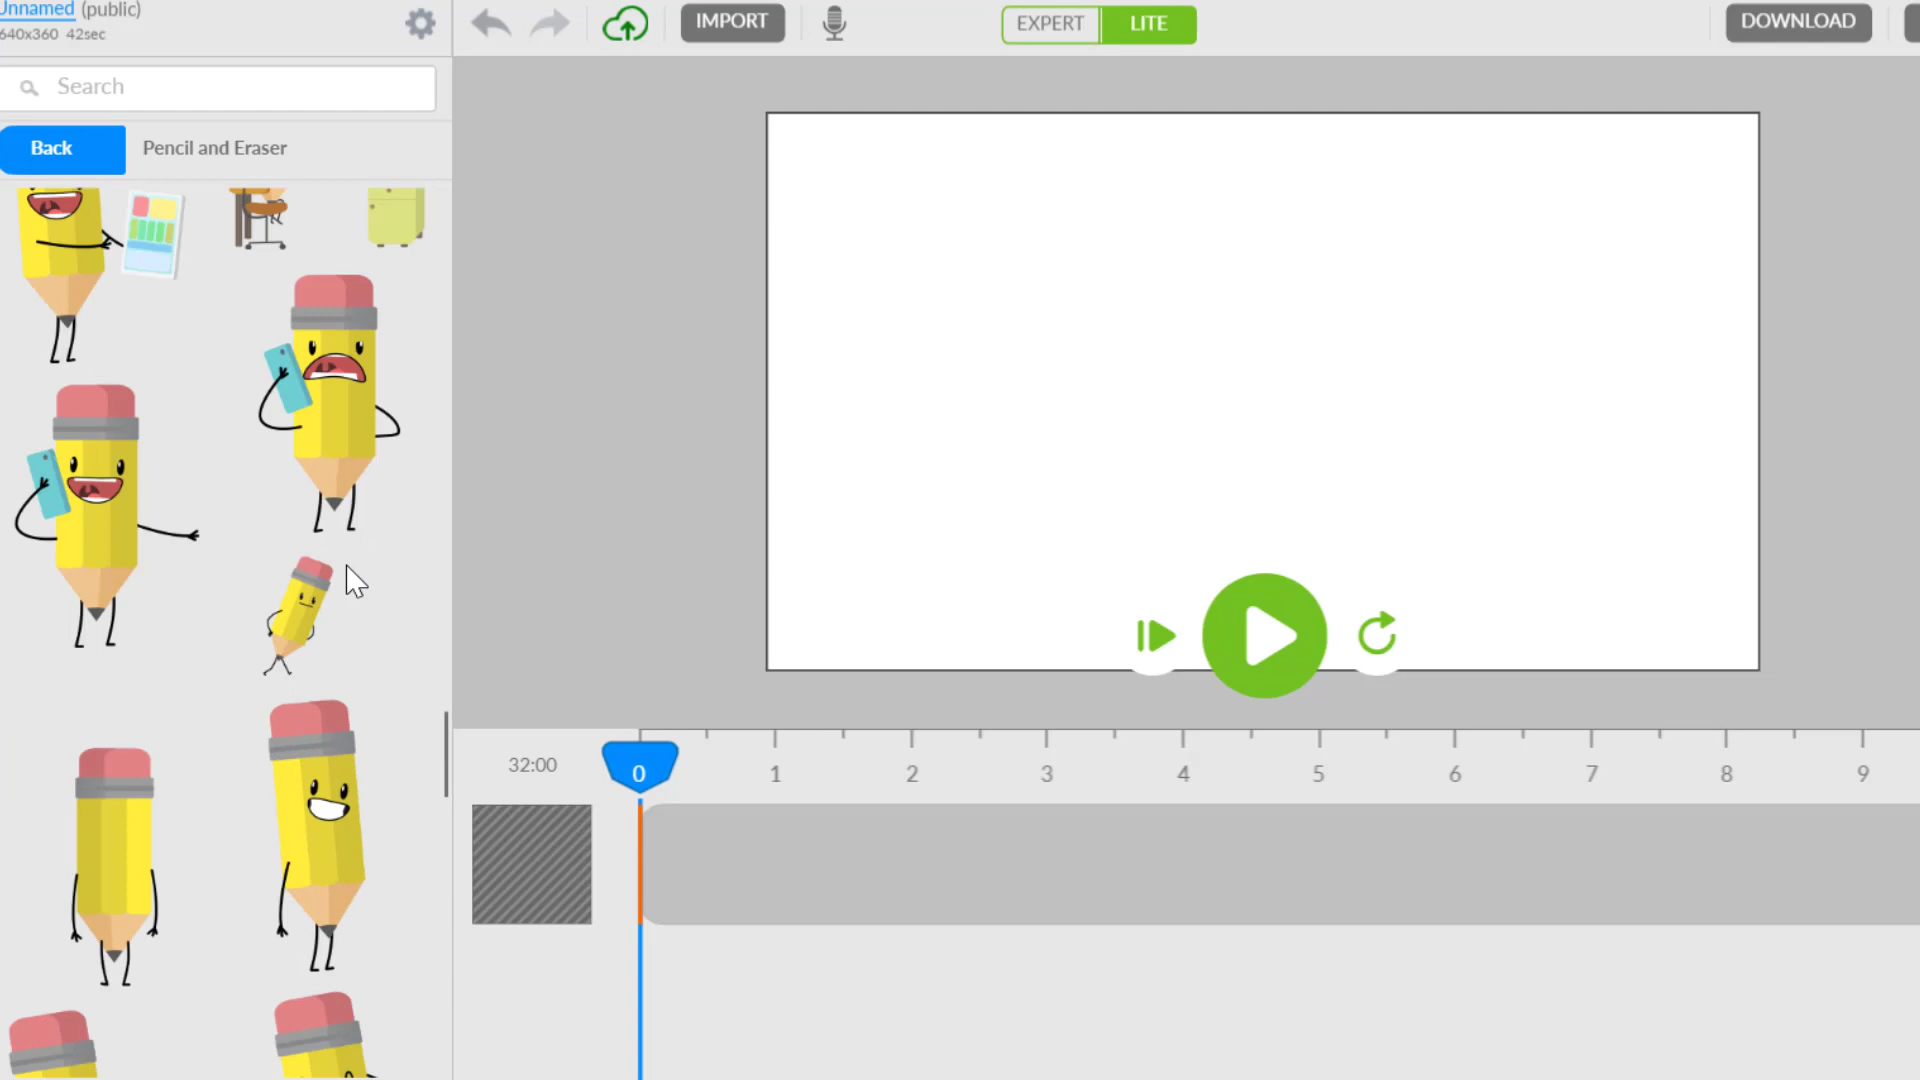 Unnamed (public)
640x360 42sec
IMPORT
EXPERT LITE
DOWNLOAD
Search
Back
Pencil and Eraser
32:00
0 1 2 3 4 5 6 7 8 9